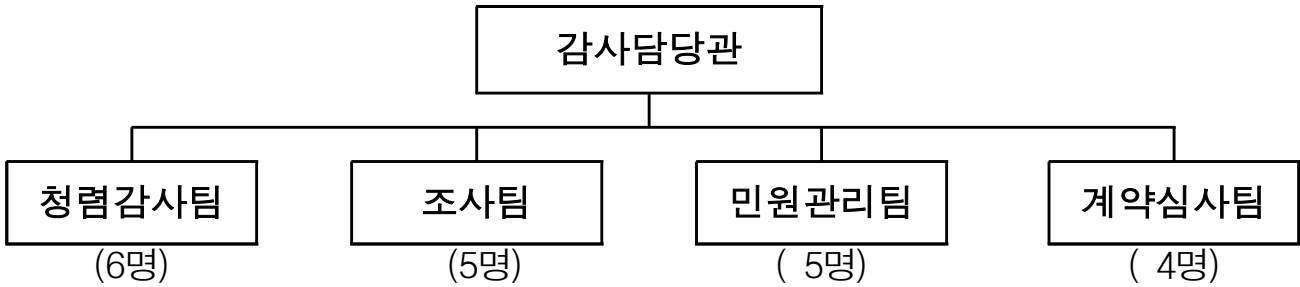 감사담당관
청렴감사팀 조사팀 민원관리팀 계약심사팀
(6명) (5명) ( 5명) ( 4명)